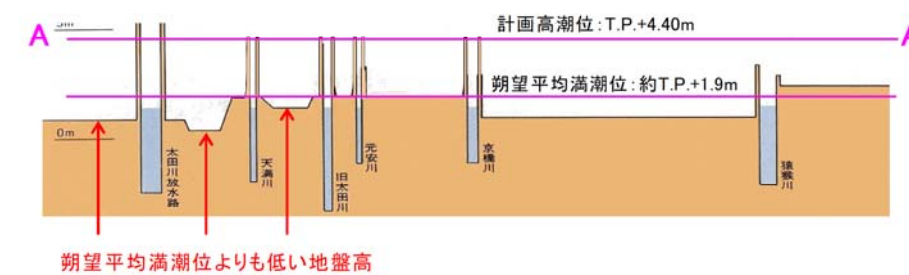 計画高潮位:T.P.+4.40m
A
朔望平均満潮位:約T.P.+1.9m
0m
太田川放水路
天満川
旧太田川
元安川
京橋川
猿猴川
朔望平均満潮位よりも低い地盤高